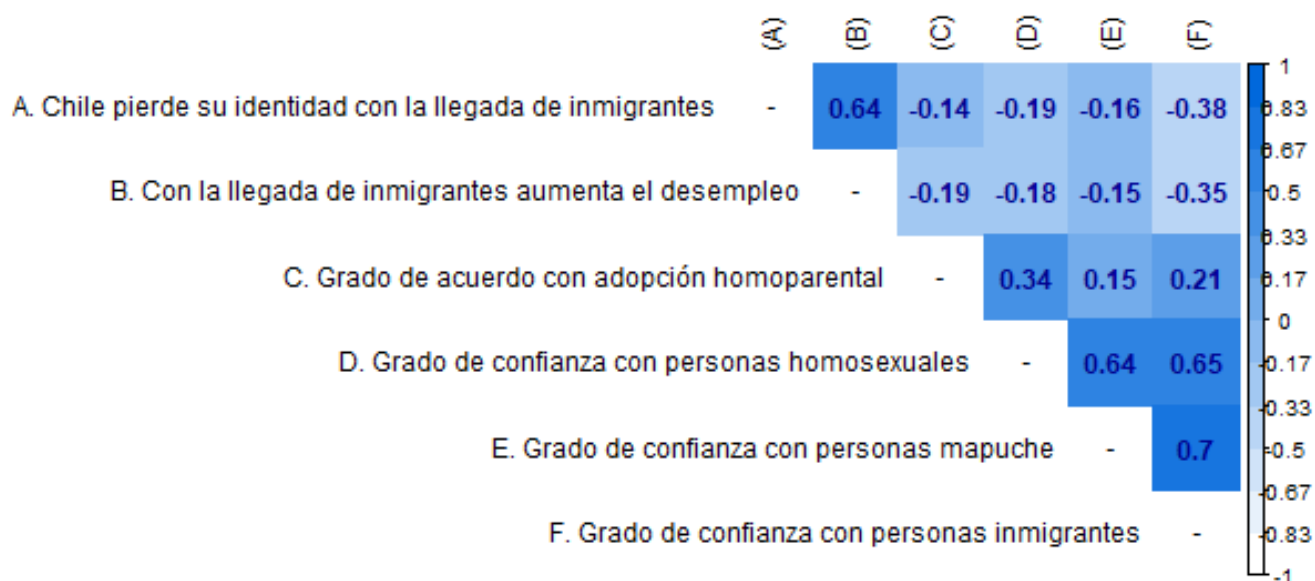 (A) (B) (C) (D) (E) (F)
A. Chile pierde su identidad con la llegada de inmigrantes - 0.64 -0.14 -0.19 -0.16 -0.38
B. Con la llegada de inmigrantes aumenta el desempleo - -0.19 -0.18 -0.15 -0.35
C. Grado de acuerdo con adopción homoparental - 0.34 0.15 0.21
D. Grado de confianza con personas homosexuales - 0.64 0.65
E. Grado de confianza con personas mapuche - 0.7
F. Grado de confianza con personas inmigrantes -
1
0.83
0.67
0.5
0.33
0.17
0
-0.17
-0.33
-0.5
-0.67
-0.83
-1